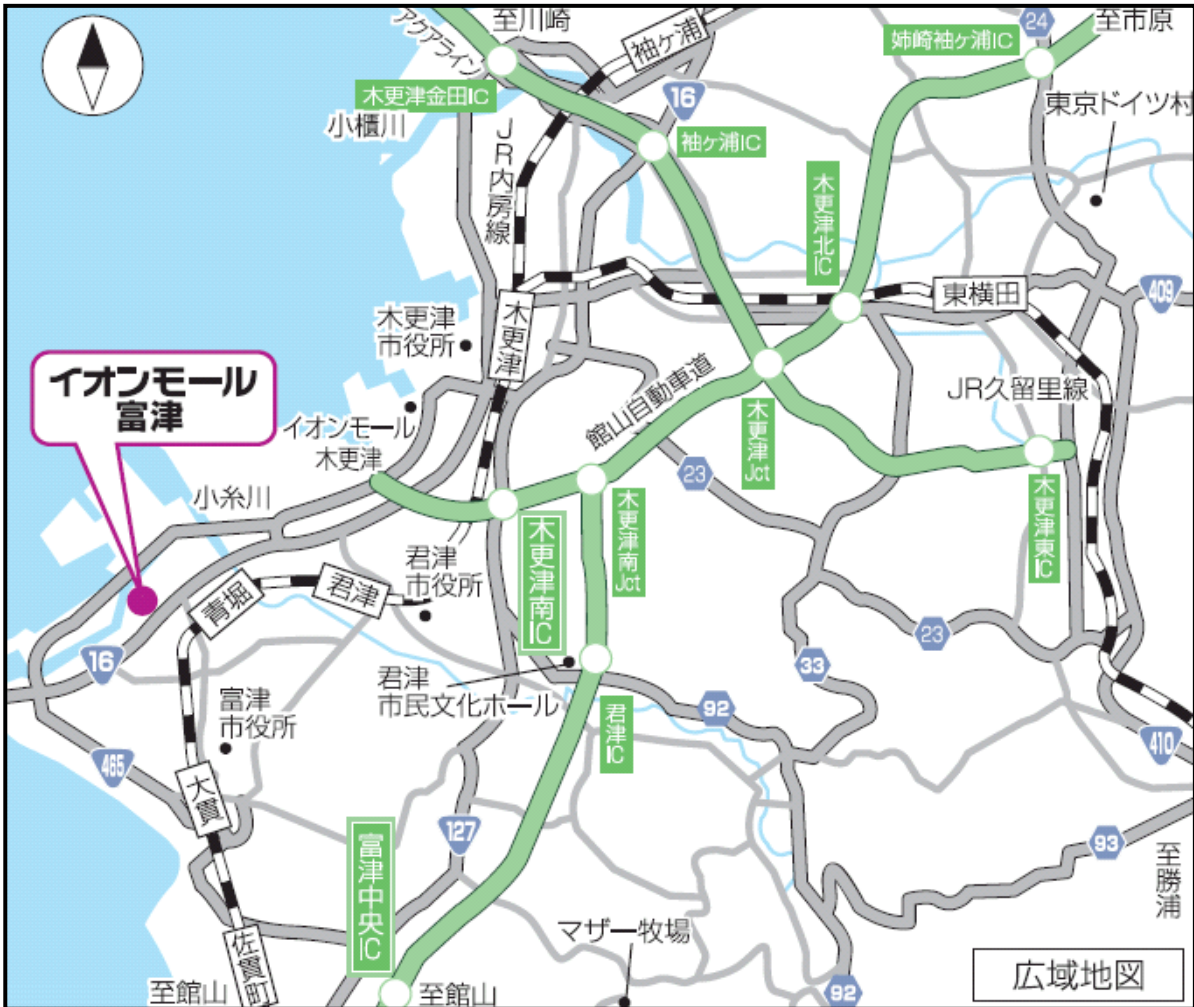 至川崎
アクアライン
袖ヶ浦
24
至市原
姉崎袖ヶ浦IC
木更津金田IC
16
東京ドイツ村
小櫃川
袖ヶ浦IC
JR内房線
木更津北IC
東横田
409
木更津
木更津
市役所
イオンモール
富津
館山自動車道
JR久留里線
イオンモール
木更津
木更津
Jct
23
小糸川
木更津南
Jct
木更津東IC
木更津南IC
君津
市役所
青堀
君津
23
16
33
君津
市民文化ホール
富津
市役所
君津IC
92
465
410
大貫
127
富津中央IC
93
至勝浦
マザー牧場
佐貫町
広域地図
至館山
至館山
92